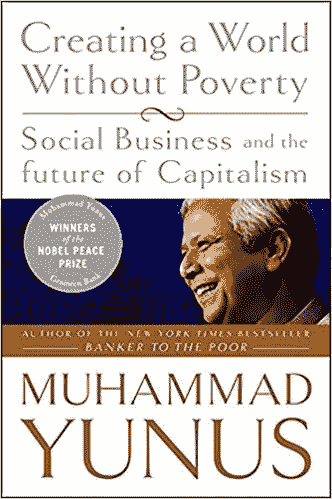 Creating a World
Without Poverty
Social Business and the
future of Capitalism
Muhammad Yunus
WINNERS
of the
NOBEL PEACE
PRIZE
Grameen Bank
AUTHOR OF THE NEW YORK TIMES BESTSELLER
BANKER TO THE POOR
MUHAMMAD
YUNUS